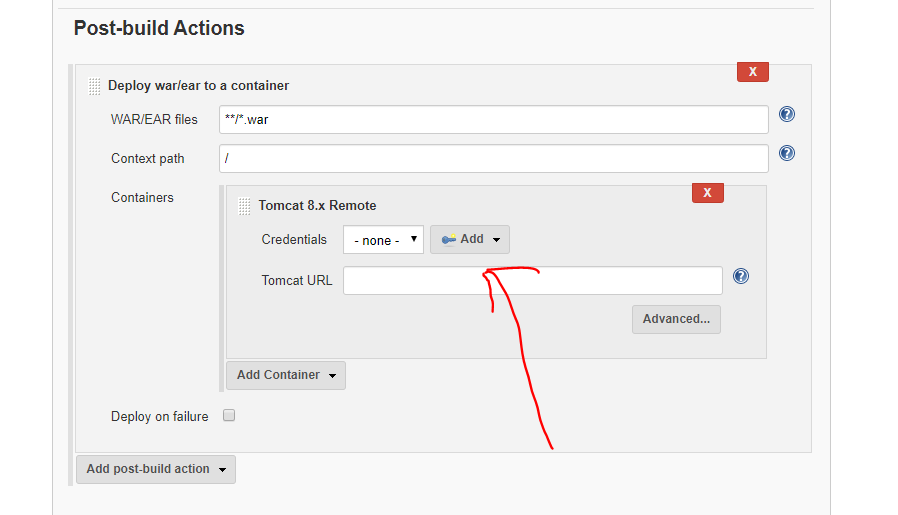 Post-build Actions
X
Deploy war/ear to a container
WAR/EAR files **/*.war ?
Context path / ?
Containers
X
Tomcat 8.x Remote
Credentials - none - Add
Tomcat URL ?
Advanced...
Add Container
Deploy on failure
Add post-build action